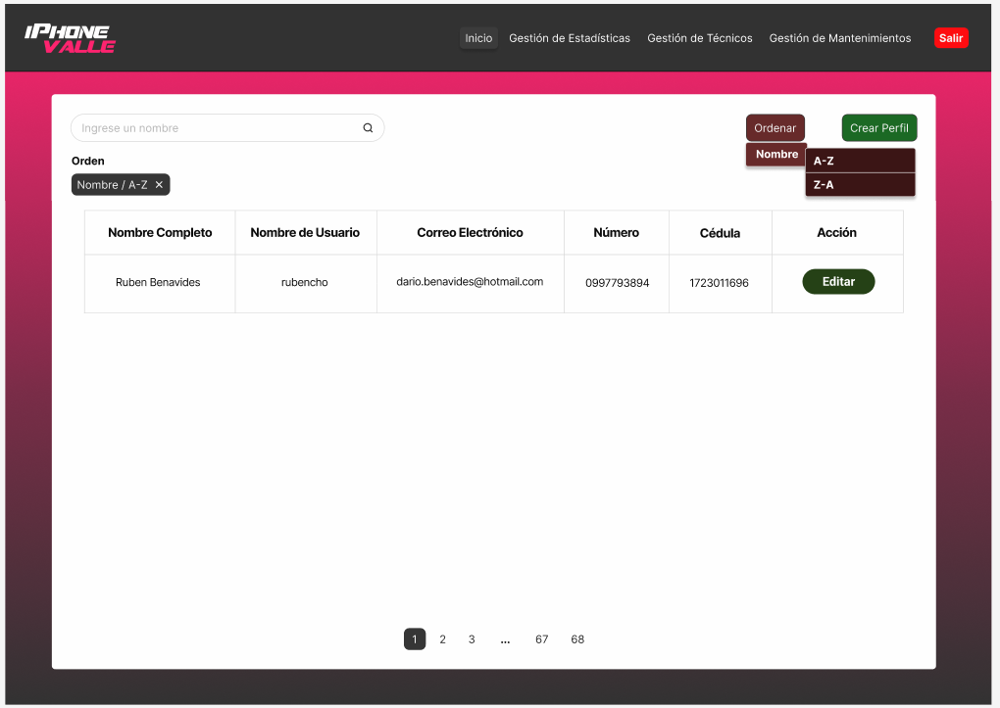 iPHONE
VALLE
Inicio Gestión de Estadísticas Gestión de Técnicos Gestión de Mantenimientos Salir
Ingrese un nombre
Ordenar Crear Perfil
Nombre
A-Z
Z-A
Orden
Nombre / A-Z ✕
Nombre Completo Nombre de Usuario Correo Electrónico Número Cédula Acción
Ruben Benavides rubencho dario.benavides@hotmail.com 0997793894 1723011696 Editar
1 2 3 ... 67 68